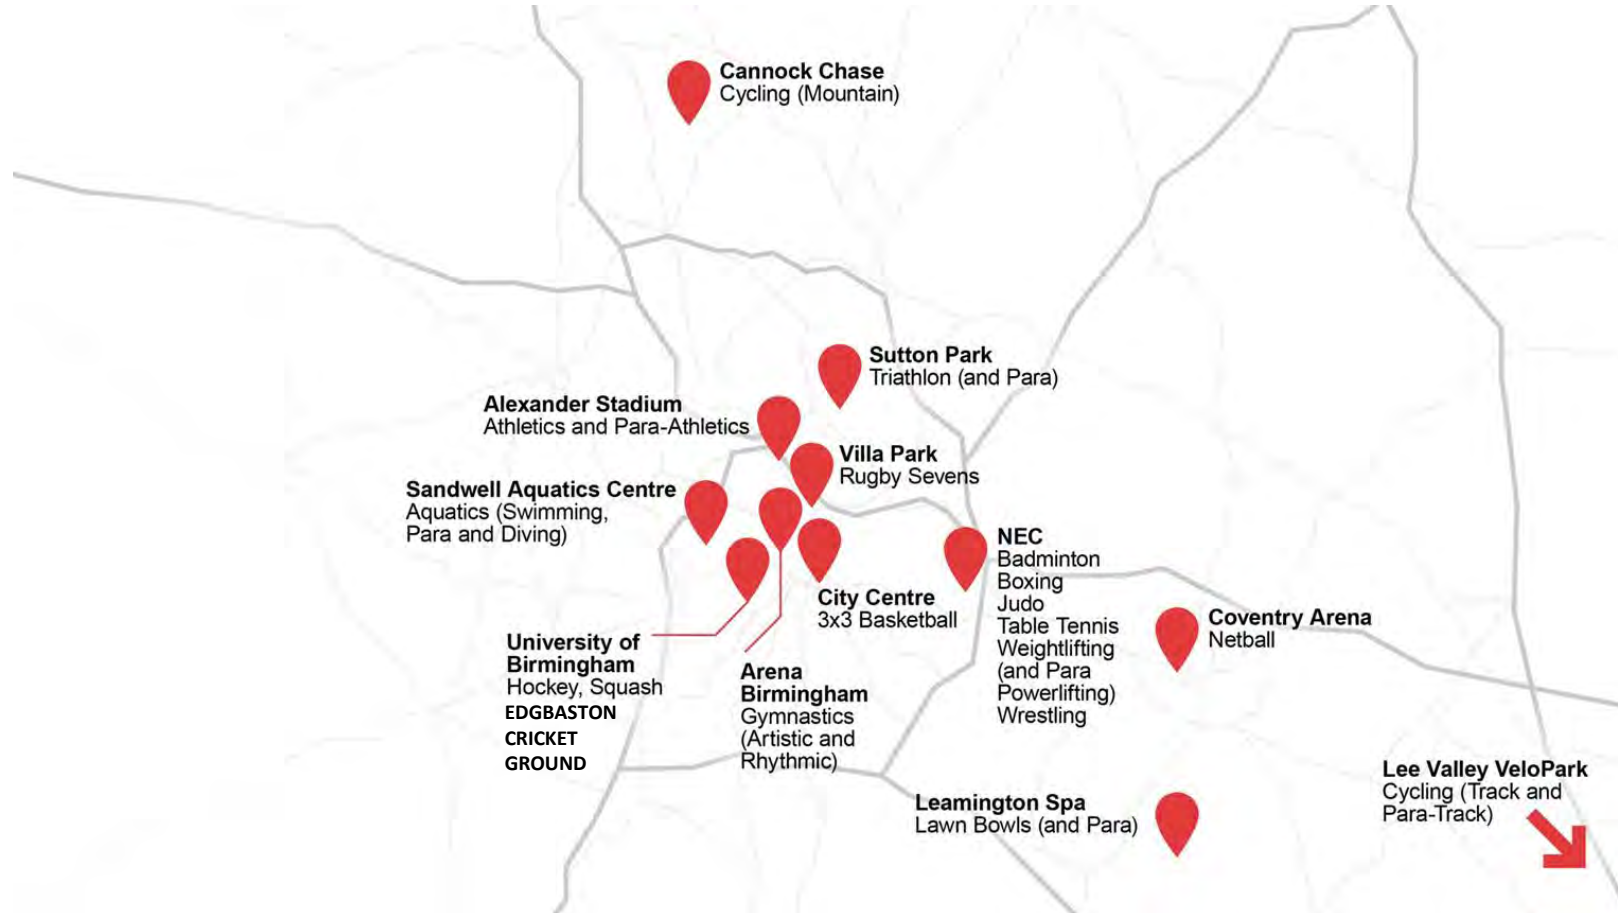 Cannock Chase
Cycling (Mountain)
Sutton Park
Triathlon (and Para)
Alexander Stadium
Athletics and Para-Athletics
Villa Park
Rugby Sevens
Sandwell Aquatics Centre
Aquatics (Swimming,
Para and Diving)
NEC
Badminton
Boxing
Judo
Table Tennis
Weightlifting
(and Para
Powerlifting)
Wrestling
City Centre
3x3 Basketball
Coventry Arena
Netball
University of
Birmingham
Hockey, Squash
EDGBASTON
CRICKET
GROUND
Arena
Birmingham
Gymnastics
(Artistic and
Rhythmic)
Leamington Spa
Lawn Bowls (and Para)
Lee Valley VeloPark
Cycling (Track and
Para-Track)